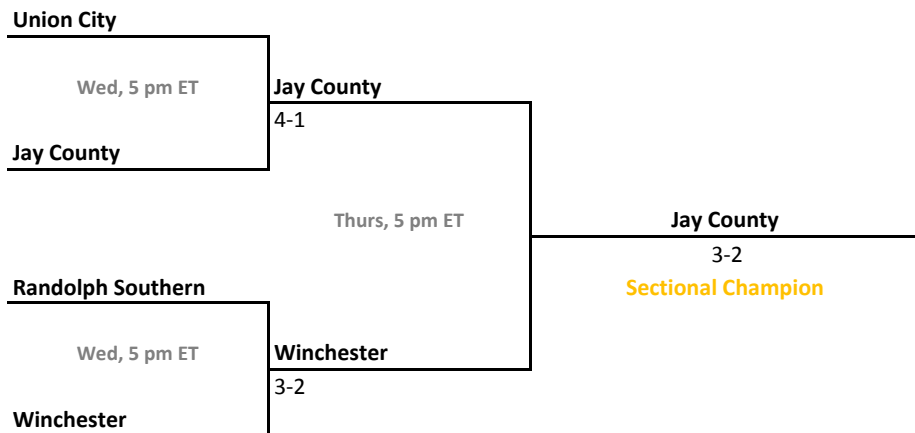 Union City
Wed, 5 pm ET
Jay County
4-1
Jay County
Thurs, 5 pm ET
Jay County
3-2
Sectional Champion
Randolph Southern
Wed, 5 pm ET
Winchester
3-2
Winchester